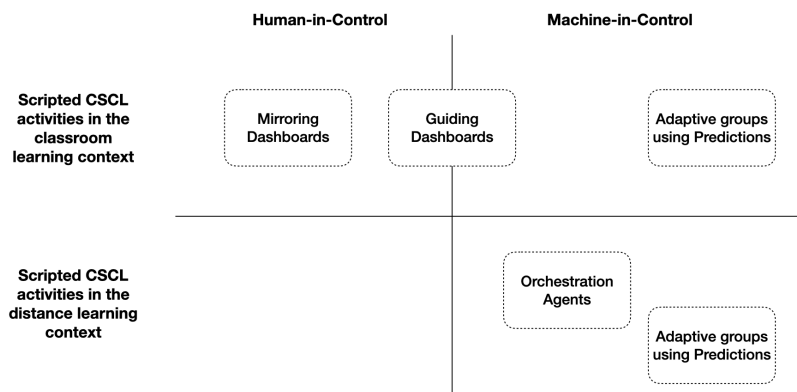 Human-in-Control
Machine-in-Control
Scripted CSCL
activities in the
classroom
learning context
Mirroring
Dashboards
Guiding
Dashboards
Adaptive groups
using Predictions
Scripted CSCL
activities in the
distance learning
context
Orchestration
Agents
Adaptive groups
using Predictions